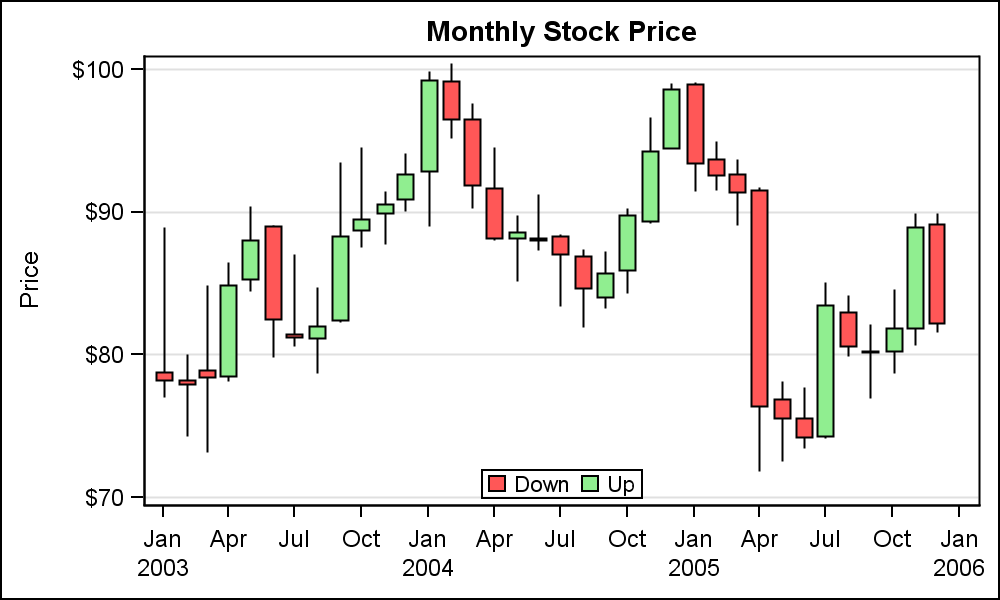 Monthly Stock Price
$100
$90
$80
$70
Price
Down Up
Jan Apr Jul Oct Jan Apr Jul Oct Jan Apr Jul Oct Jan
2003 2004 2005 2006